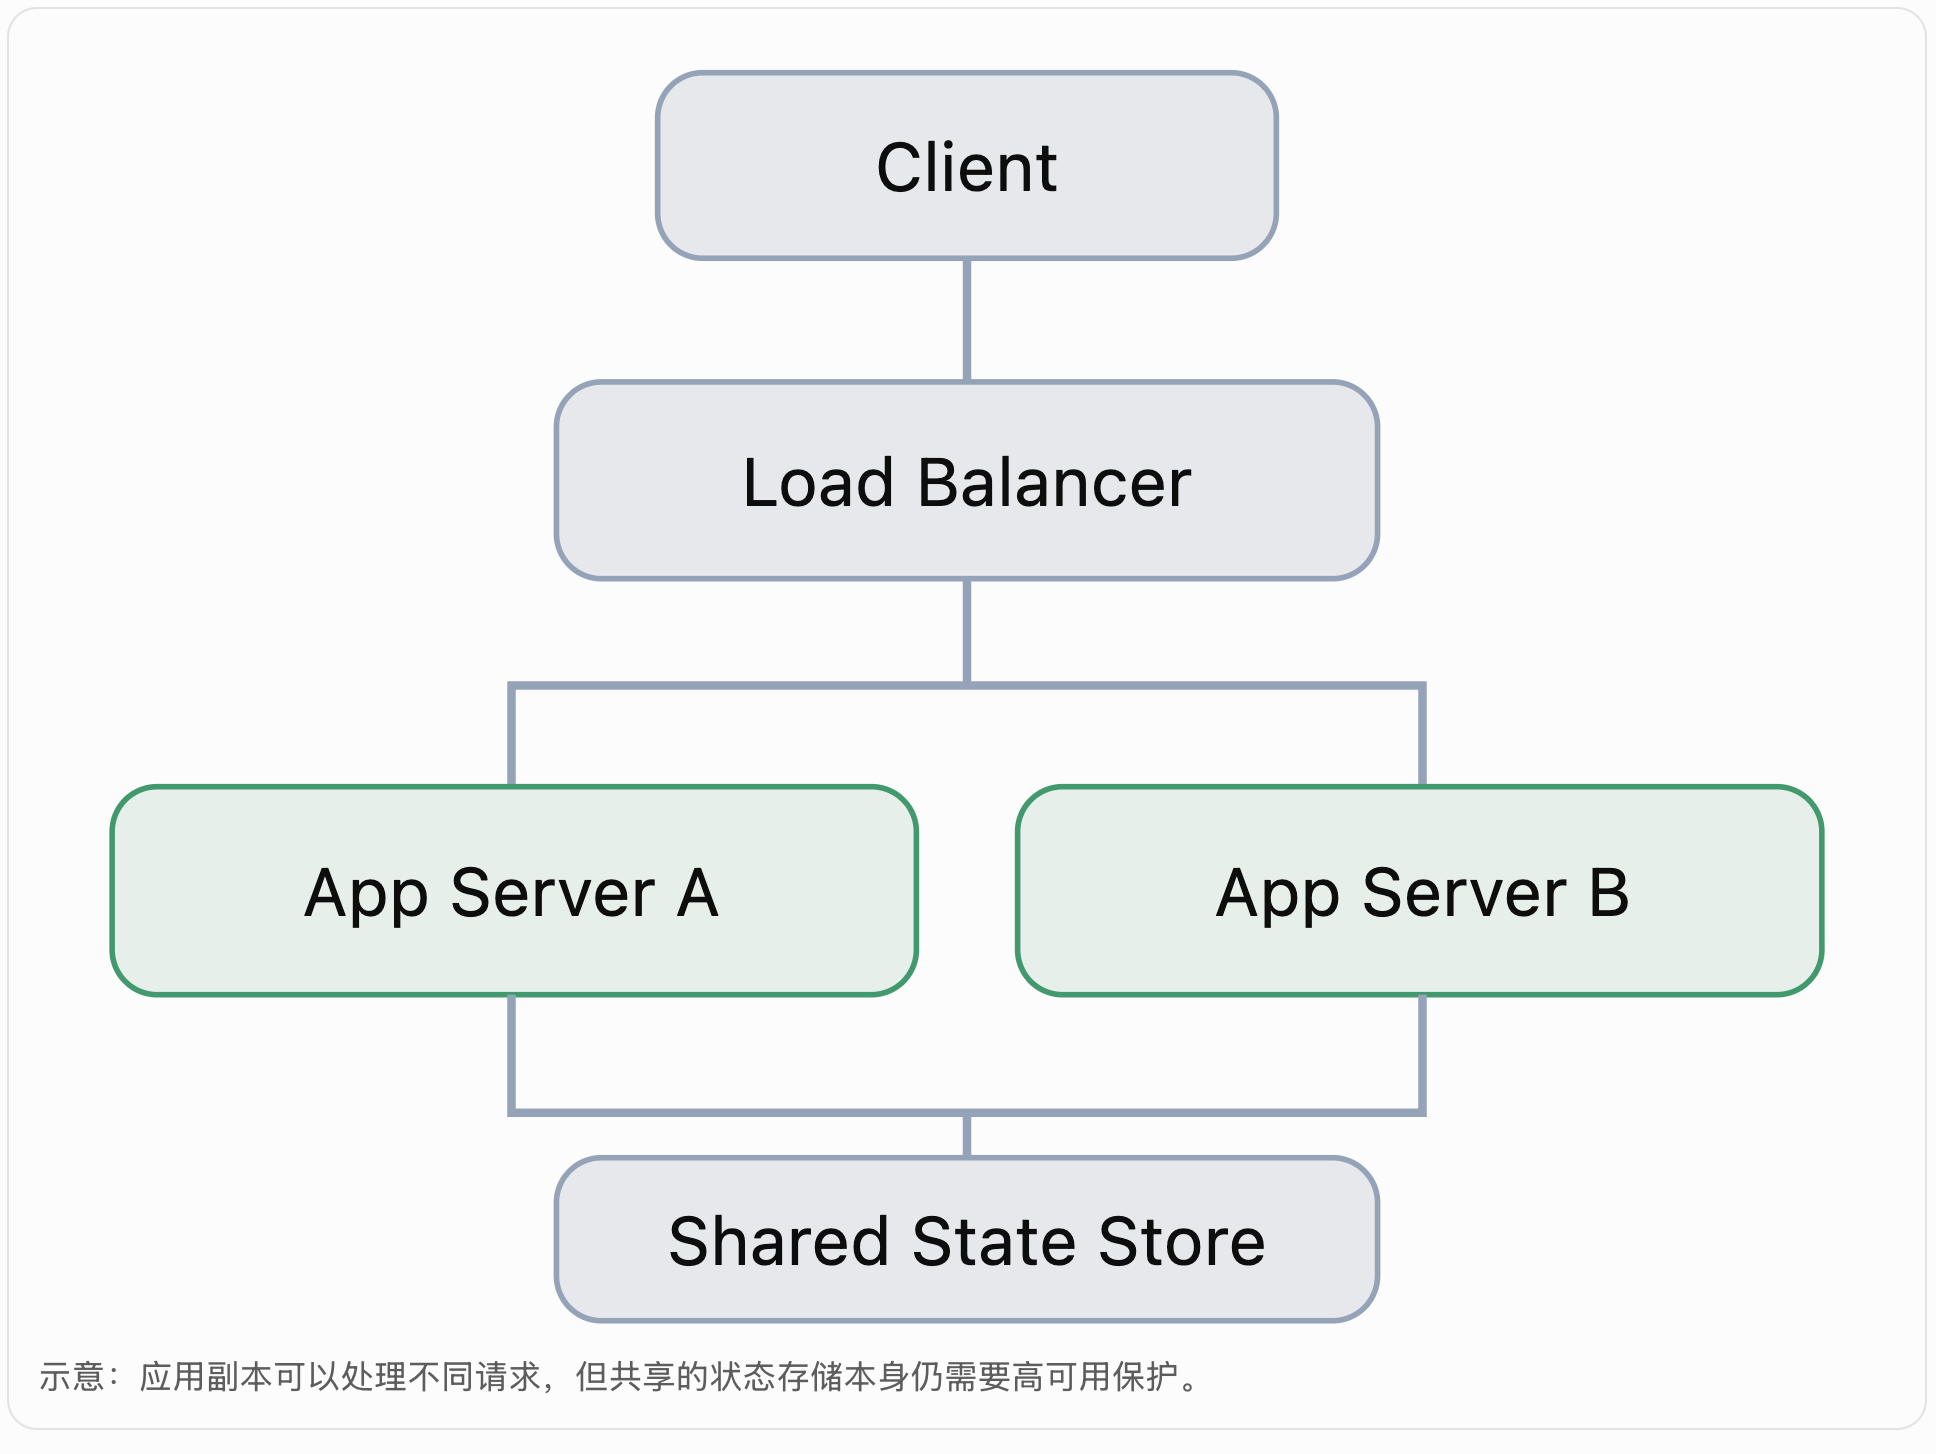 Client
Load Balancer
App Server A
App Server B
Shared State Store
示意：应用副本可以处理不同请求，但共享的状态存储本身仍需要高可用保护。